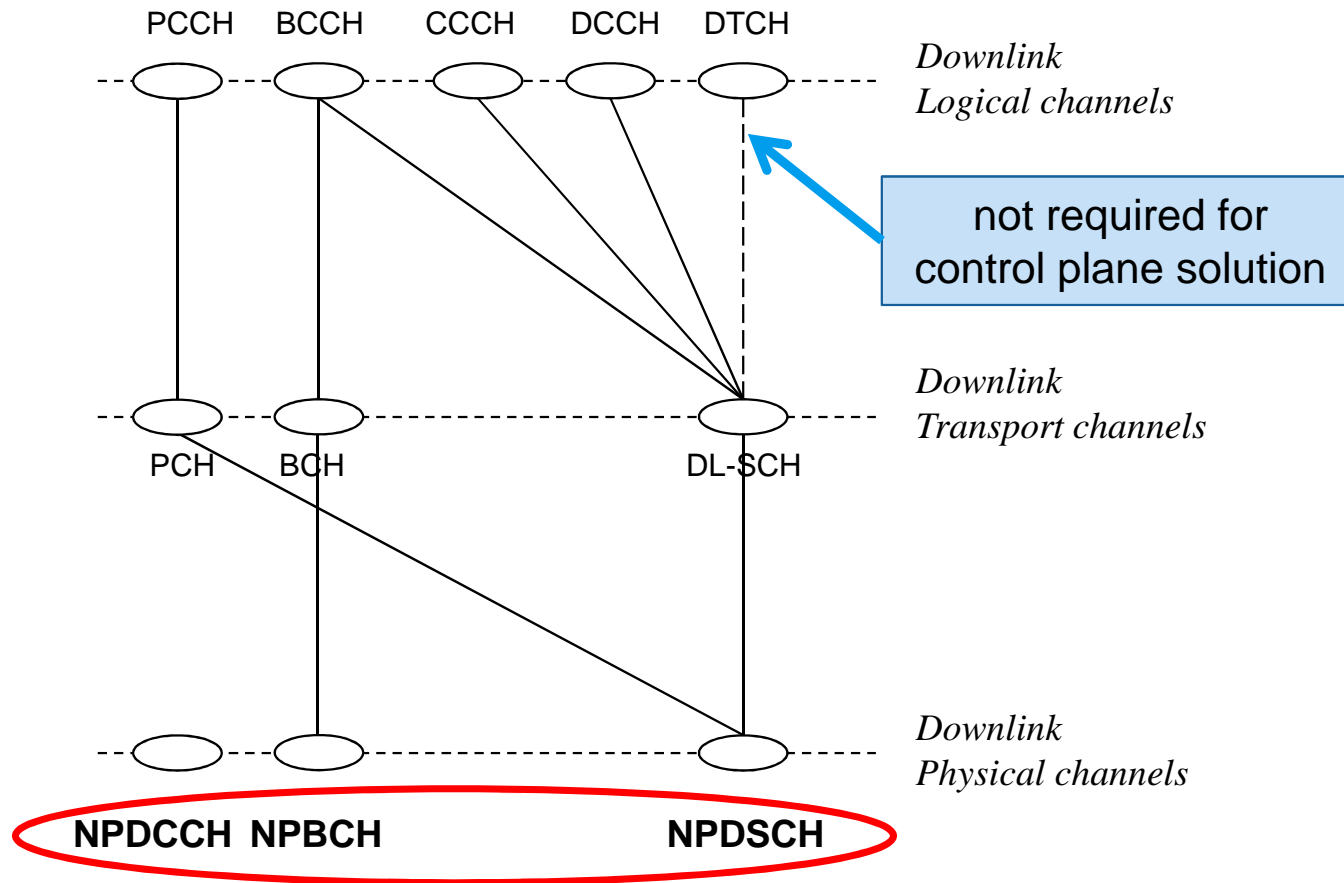 PCCH BCCH CCCH DCCH DTCH
Downlink
Logical channels
not required for
control plane solution
Downlink
Transport channels
PCH BCH DL-SCH
Downlink
Physical channels
NPDCCH NPBCH NPDSCH